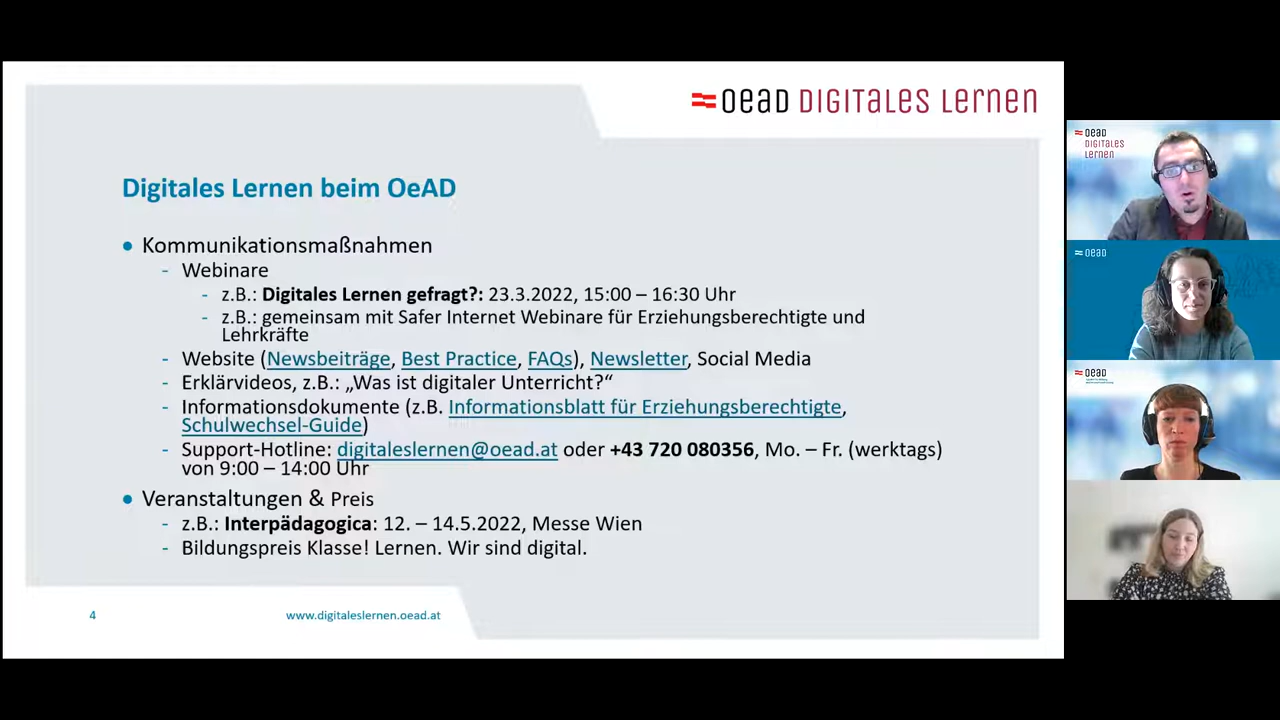 OeAD DIGITALES LERNEN
Digitales Lernen beim OeAD
● Kommunikationsmaßnahmen
- Webinare
- z.B.: Digitales Lernen gefragt?: 23.3.2022, 15:00 – 16:30 Uhr
- z.B.: gemeinsam mit Safer Internet Webinare für Erziehungsberechtigte und
Lehrkräfte
- Website (Newsbeiträge, Best Practice, FAQs), Newsletter, Social Media
- Erklärvideos, z.B.: „Was ist digitaler Unterricht?“
- Informationsdokumente (z.B. Informationsblatt für Erziehungsberechtigte,
Schulwechsel-Guide)
- Support-Hotline: digitaleslernen@oead.at oder +43 720 080356, Mo. – Fr. (werktags)
von 9:00 – 14:00 Uhr
● Veranstaltungen & Preis
- z.B.: Interpädagogica: 12. – 14.5.2022, Messe Wien
- Bildungspreis Klasse! Lernen. Wir sind digital.
4
www.digitaleslernen.oead.at
OeAD
DIGITALES
LERNEN
OeAD
OeAD